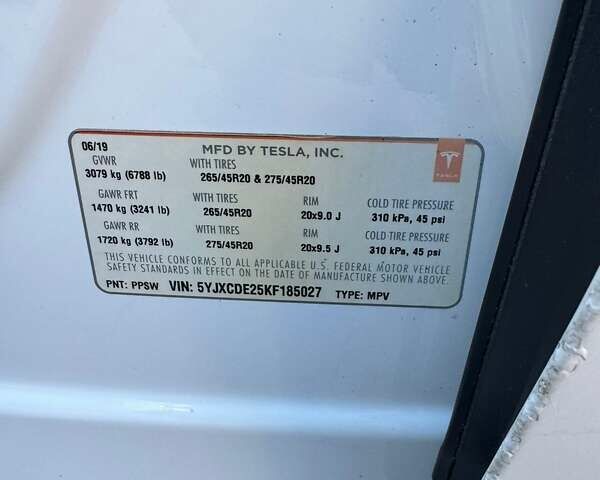 06/19 MFD BY TESLA, INC.
GVWR WITH TIRES
3079 kg (6788 lb) 265/45R20 & 275/45R20
TESLA
GAWR FRT WITH TIRES RIM COLD TIRE PRESSURE
1470 kg (3241 lb) 265/45R20 20x9.0 J 310 kPa, 45 psi
GAWR RR WITH TIRES RIM COLD TIRE PRESSURE
1720 kg (3792 lb) 275/45R20 20x9.5 J 310 kPa, 45 psi
THIS VEHICLE CONFORMS TO ALL APPLICABLE U.S. FEDERAL MOTOR VEHICLE
SAFETY STANDARDS IN EFFECT ON THE DATE OF MANUFACTURE SHOWN ABOVE.
PNT: PPSW VIN: 5YJXCDE25KF185027 TYPE: MPV